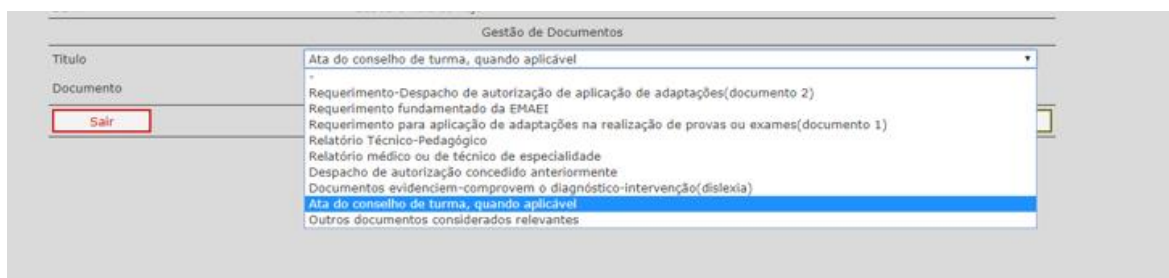 Gestão de Documentos
Título
Ata do conselho de turma, quando aplicável
-
Documento
Requerimento-Despacho de autorização de aplicação de adaptações(documento 2)
Requerimento fundamentado da EMAEI
Requerimento para aplicação de adaptações na realização de provas ou exames(documento 1)
Sair
Relatório Técnico-Pedagógico
Relatório médico ou de técnico de especialidade
Despacho de autorização concedido anteriormente
Documentos evidenciem-comprovem o diagnóstico-intervenção(dislexia)
Ata do conselho de turma, quando aplicável
Outros documentos considerados relevantes